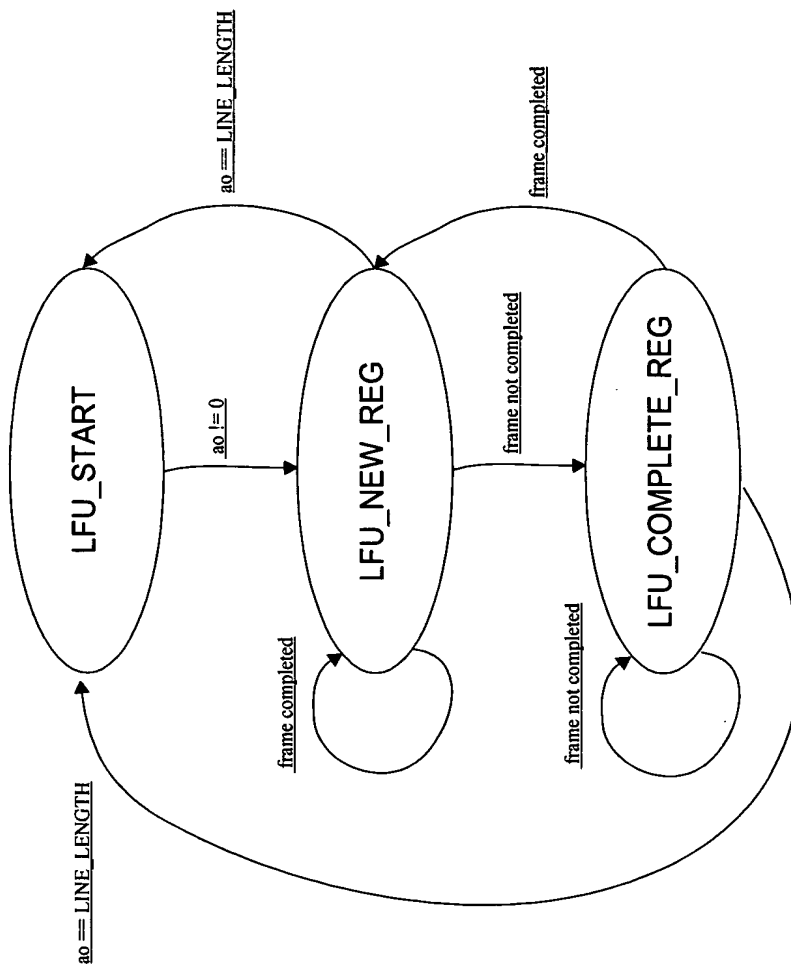 ao == LINE_LENGTH
frame completed
LFU_START
ao != 0
LFU_NEW_REG
frame not completed
LFU_COMPLETE_REG
frame completed
frame not completed
ao == LINE_LENGTH